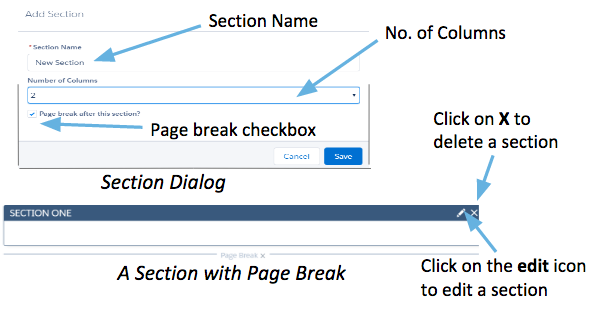 Add Section
Section Name
No. of Columns
* Section Name
New Section
Number of Columns
2
Page break after this section?
Page break checkbox
Cancel Save
Section Dialog
Click on X to
delete a section
SECTION ONE
Page Break x
A Section with Page Break
Click on the edit icon
to edit a section